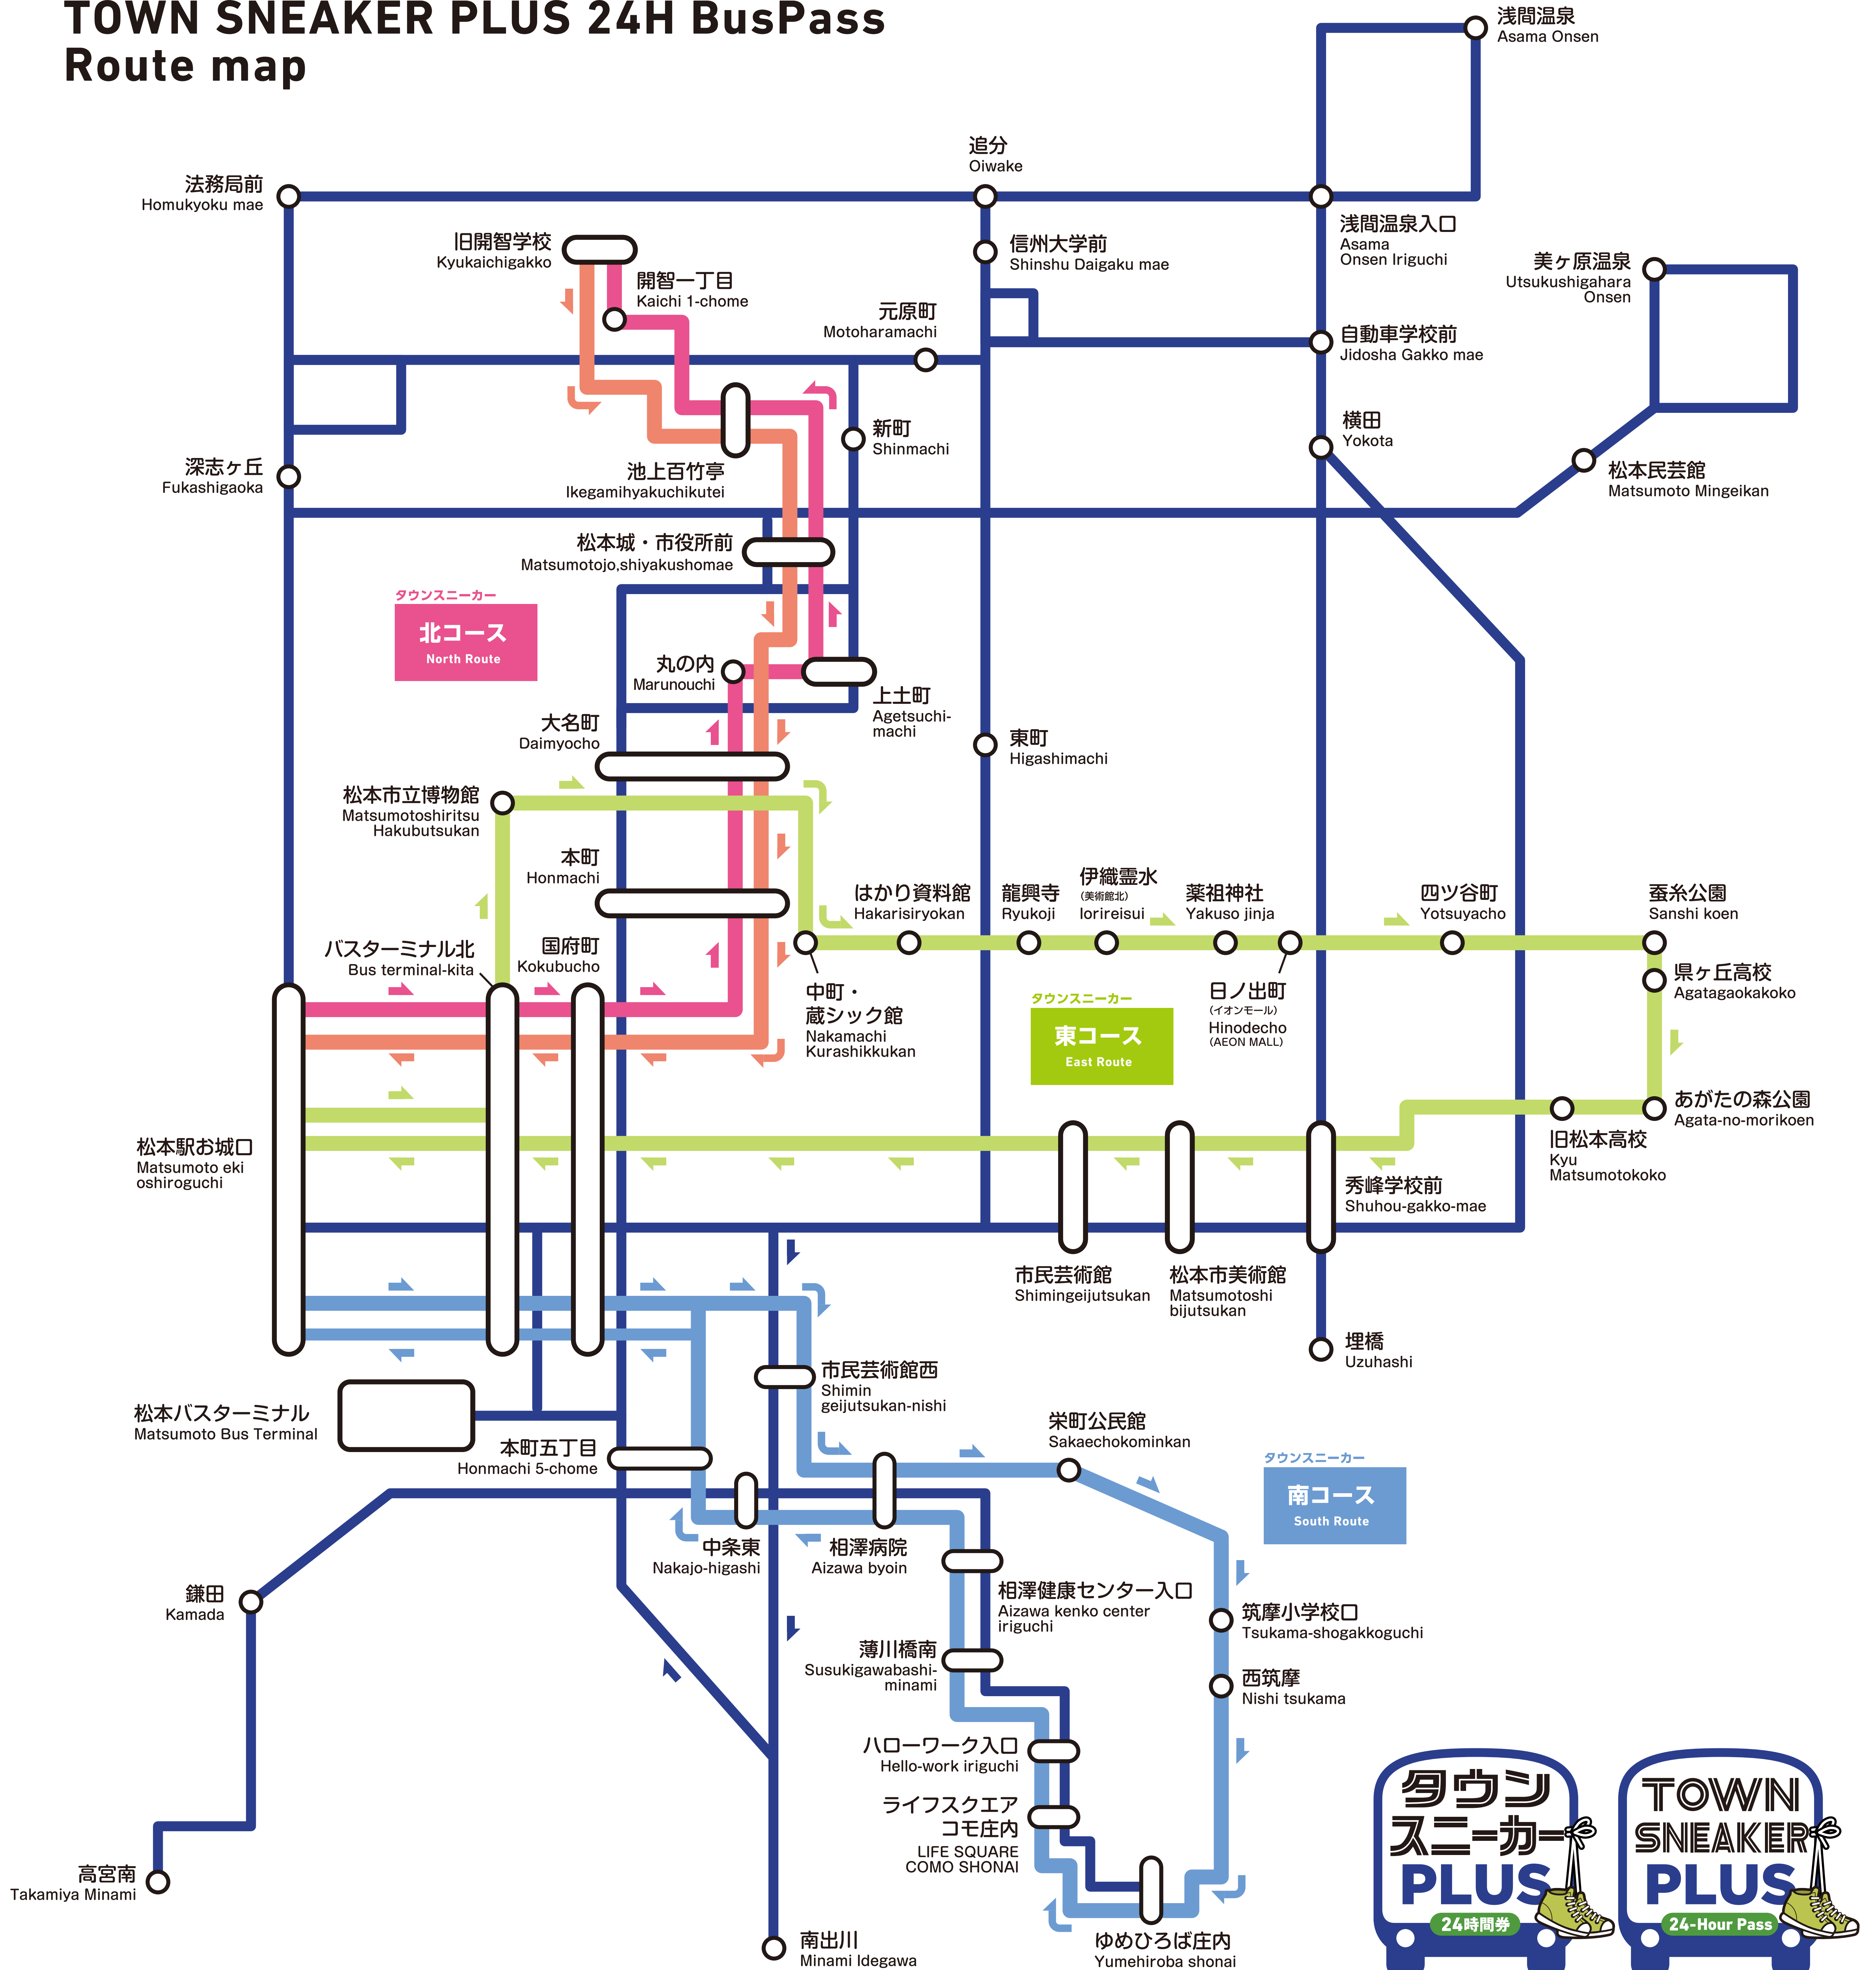 TOWN SNEAKER PLUS 24H BusPass
Route map
浅間温泉
Asama Onsen
追分
Oiwake
法務局前
Homukyoku mae
浅間温泉入口
Asama
Onsen Iriguchi
旧開智学校
Kyukaichigakko
信州大学前
Shinshu Daigaku mae
美ヶ原温泉
Utsukushigahara
Onsen
開智一丁目
Kaichi 1-chome
元原町
Motoharamachi
自動車学校前
Jidosha Gakko mae
横田
Yokota
新町
Shinmachi
深志ヶ丘
Fukashigaoka
池上百竹亭
Ikegamihyakuchikutei
松本民芸館
Matsumoto Mingeikan
松本城・市役所前
Matsumotojo,shiyakushomae
タウンスニーカー
北コース
North Route
丸の内
Marunouchi
上土町
Agetsuchi-
machi
大名町
Daimyocho
東町
Higashimachi
松本市立博物館
Matsumotoshiritsu
Hakubutsukan
本町
Honmachi
はかり資料館
Hakarisiryokan
龍興寺
Ryukoji
伊織霊水
（美術館北）
Iorireisui
薬祖神社
Yakuso jinja
四ツ谷町
Yotsuyacho
蚕糸公園
Sanshi koen
バスターミナル北
Bus terminal-kita
国府町
Kokubucho
中町・
蔵シック館
Nakamachi
Kurashikkukan
タウンスニーカー
東コース
East Route
日ノ出町
（イオンモール）
Hinodecho
（AEON MALL）
県ヶ丘高校
Agatagaokakoko
あがたの森公園
Agata-no-morikoen
旧松本高校
Kyu
Matsumotokoko
松本駅お城口
Matsumoto eki
oshiroguchi
秀峰学校前
Shuhou-gakko-mae
市民芸術館
Shimingeijutsukan
松本市美術館
Matsumotoshi
bijutsukan
埋橋
Uzuhashi
市民芸術館西
Shimin
geijutsukan-nishi
松本バスターミナル
Matsumoto Bus Terminal
本町五丁目
Honmachi 5-chome
栄町公民館
Sakaechokominkan
タウンスニーカー
南コース
South Route
中条東
Nakajo-higashi
相澤病院
Aizawa byoin
相澤健康センター入口
Aizawa kenko center
iriguchi
鎌田
Kamada
筑摩小学校口
Tsukama-shogakkoguchi
薄川橋南
Susukigawabashi-
minami
西筑摩
Nishi tsukama
ハローワーク入口
Hello-work iriguchi
ライフスクエア
コモ庄内
LIFE SQUARE
COMO SHONAI
高宮南
Takamiya Minami
南出川
Minami Idegawa
ゆめひろば庄内
Yumehiroba shonai
タウン
スニーカー
PLUS
24時間券
TOWN
SNEAKER
PLUS
24-Hour Pass